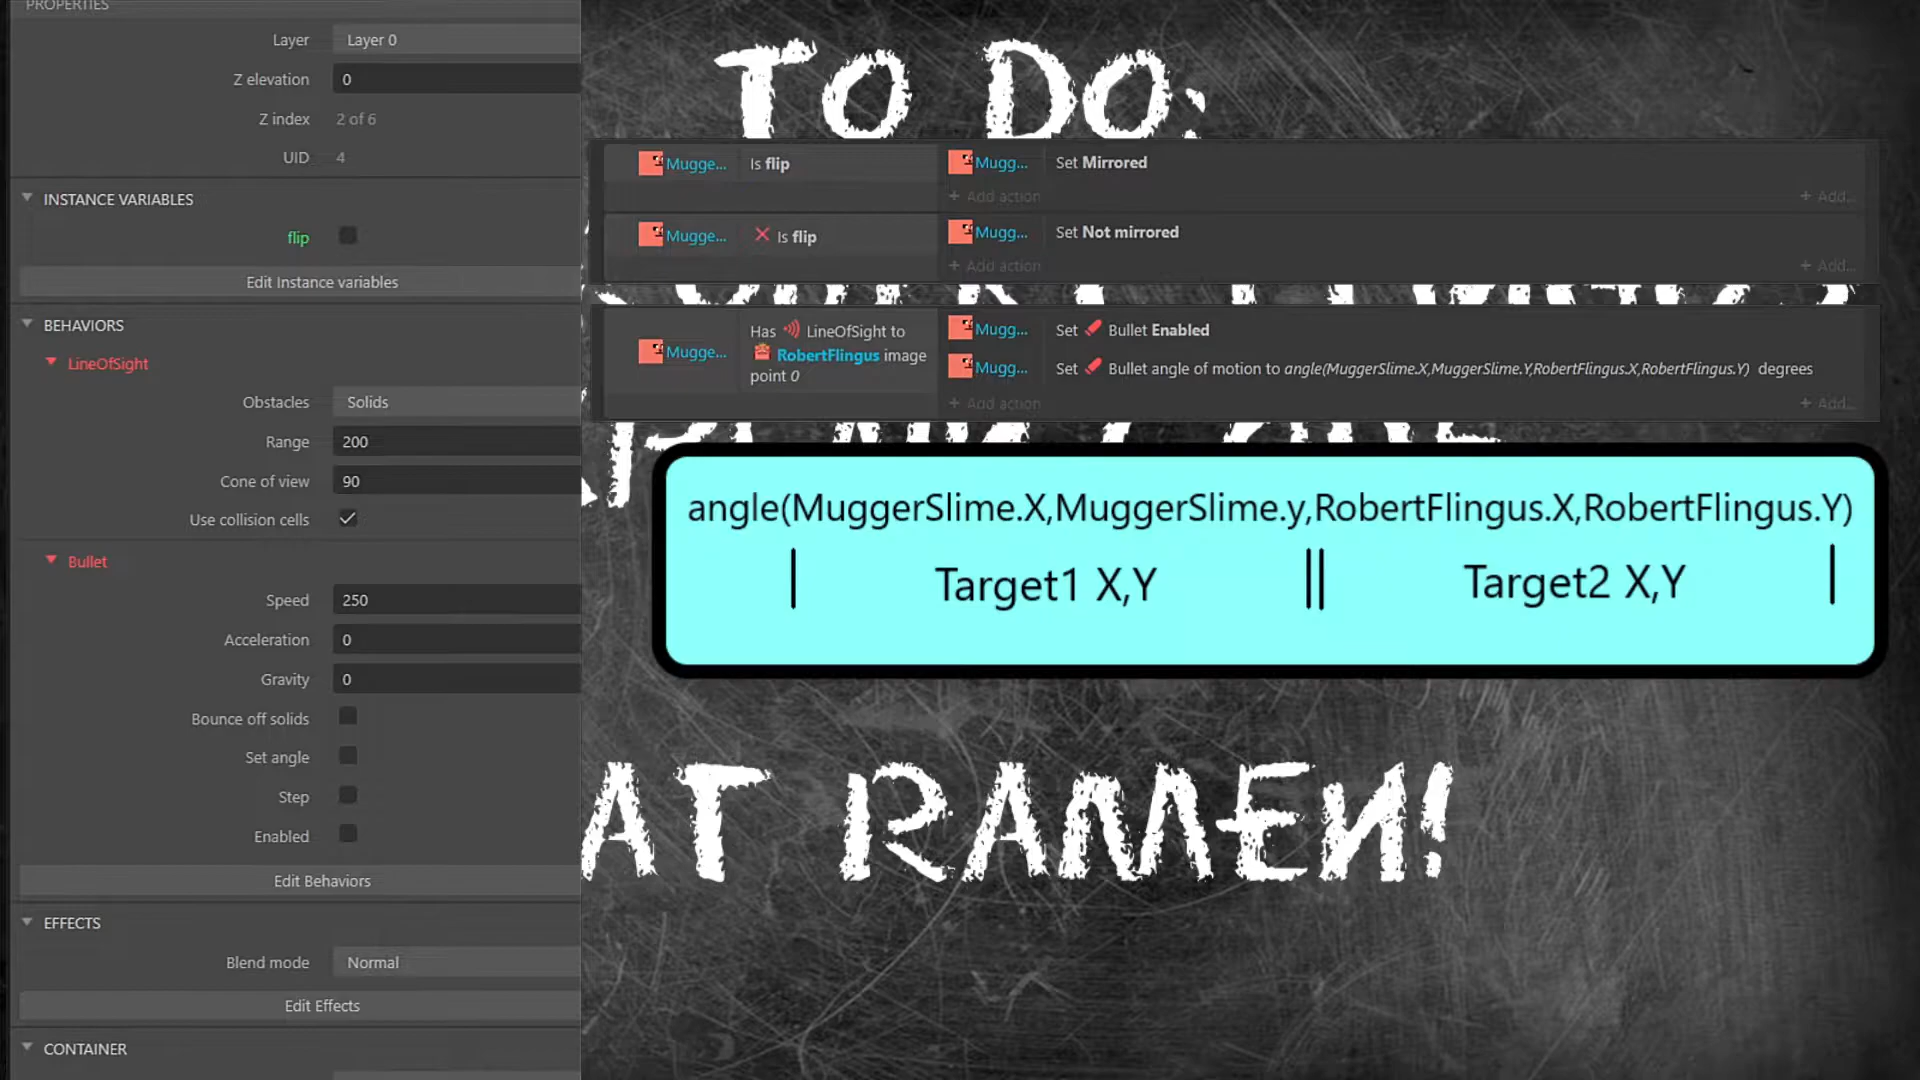 PROPERTIES
Layer Layer 0
Z elevation 0
Z index 2 of 6
UID 4
INSTANCE VARIABLES
flip
Edit Instance variables
BEHAVIORS
LineOfSight
Obstacles Solids
Range 200
Cone of view 90
Use collision cells
Bullet
Speed 250
Acceleration 0
Gravity 0
Bounce off solids
Set angle
Step
Enabled
Edit Behaviors
EFFECTS
Blend mode Normal
Edit Effects
CONTAINER
TO DO:
Mugge... Is flip Mugg... Set Mirrored
+ Add action + Add...
Mugge... Is flip Mugg... Set Not mirrored
+ Add action + Add...
Mugge... Has LineOfSight to RobertFlingus image point 0
Mugg... Set Bullet Enabled
Mugg... Set Bullet angle of motion to angle(MuggerSlime.X,MuggerSlime.Y,RobertFlingus.X,RobertFlingus.Y) degrees
+ Add action + Add...
angle(MuggerSlime.X,MuggerSlime.y,RobertFlingus.X,RobertFlingus.Y)
Target1 X,Y Target2 X,Y
AT RAMEN!